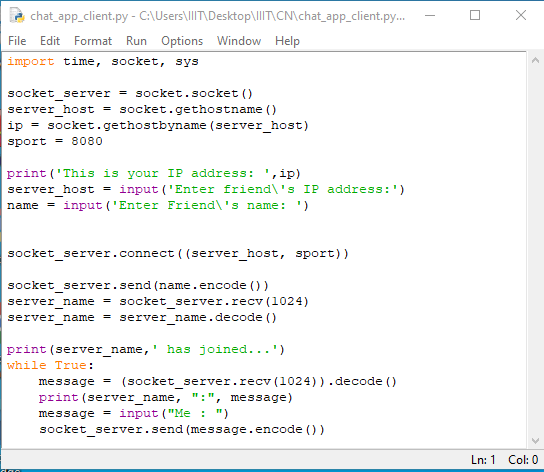 chat_app_client.py - C:\Users\IIIT\Desktop\IIIT\CN\chat_app_client.py...
File Edit Format Run Options Window Help
import time, socket, sys
socket_server = socket.socket()
server_host = socket.gethostname()
ip = socket.gethostbyname(server_host)
sport = 8080
print('This is your IP address: ',ip)
server_host = input('Enter friend\'s IP address:')
name = input('Enter Friend\'s name: ')
socket_server.connect((server_host, sport))
socket_server.send(name.encode())
server_name = socket_server.recv(1024)
server_name = server_name.decode()
print(server_name,' has joined...')
while True:
    message = (socket_server.recv(1024)).decode()
    print(server_name, ":", message)
    message = input("Me : ")
    socket_server.send(message.encode())
Ln: 1 Col: 0